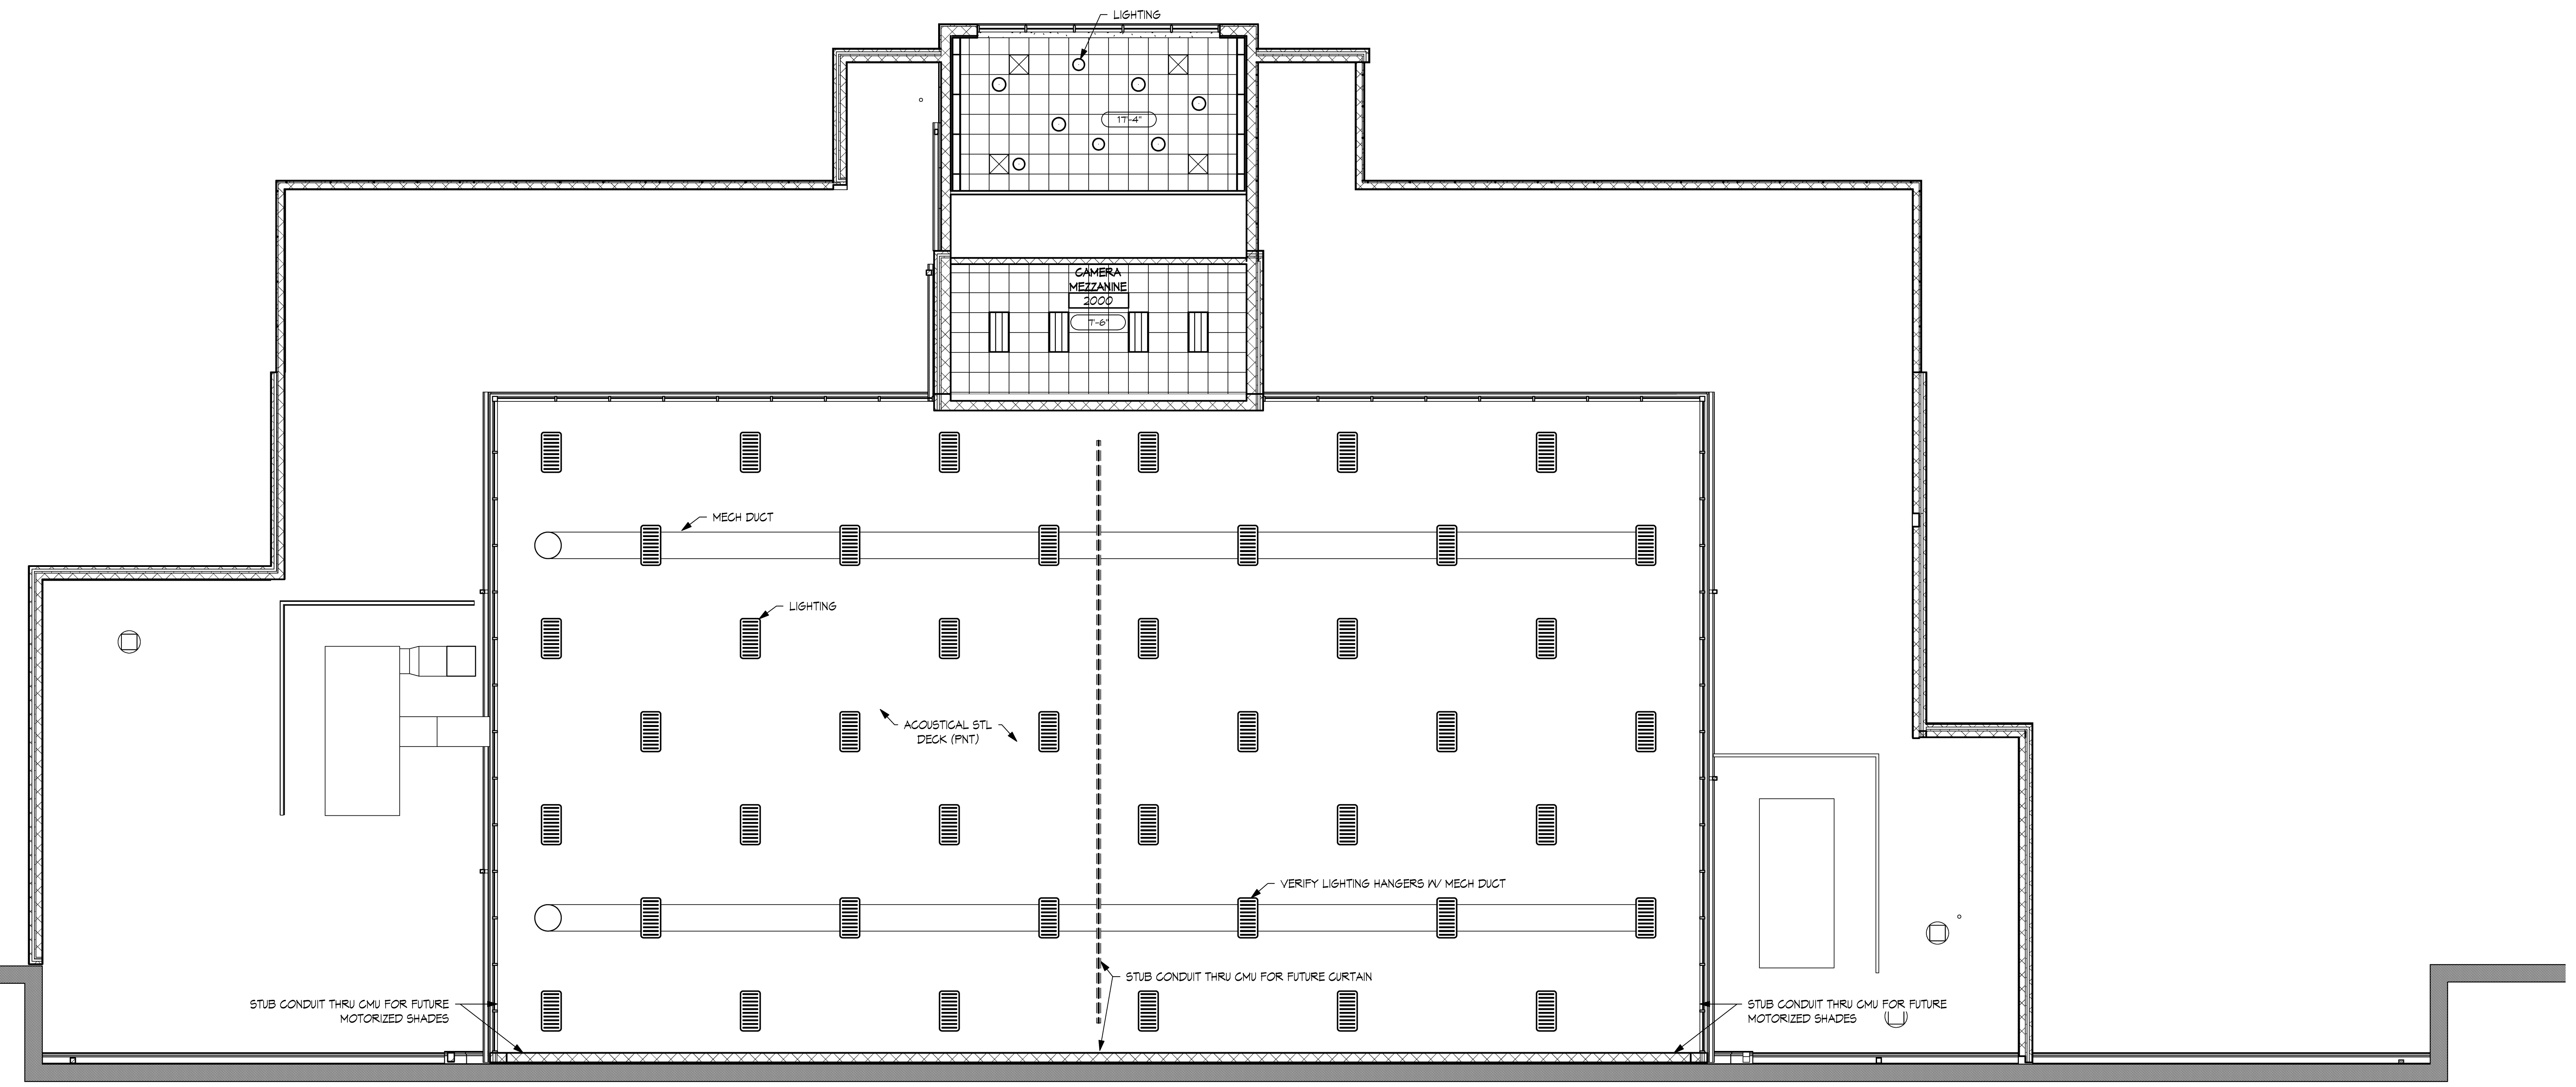 LIGHTING
17'-4"
CAMERA
MEZZANINE
2000
7'-6"
MECH DUCT
LIGHTING
ACOUSTICAL STL
DECK (PNT)
VERIFY LIGHTING HANGERS W/ MECH DUCT
STUB CONDUIT THRU CMU FOR FUTURE CURTAIN
STUB CONDUIT THRU CMU FOR FUTURE
MOTORIZED SHADES
STUB CONDUIT THRU CMU FOR FUTURE
MOTORIZED SHADES